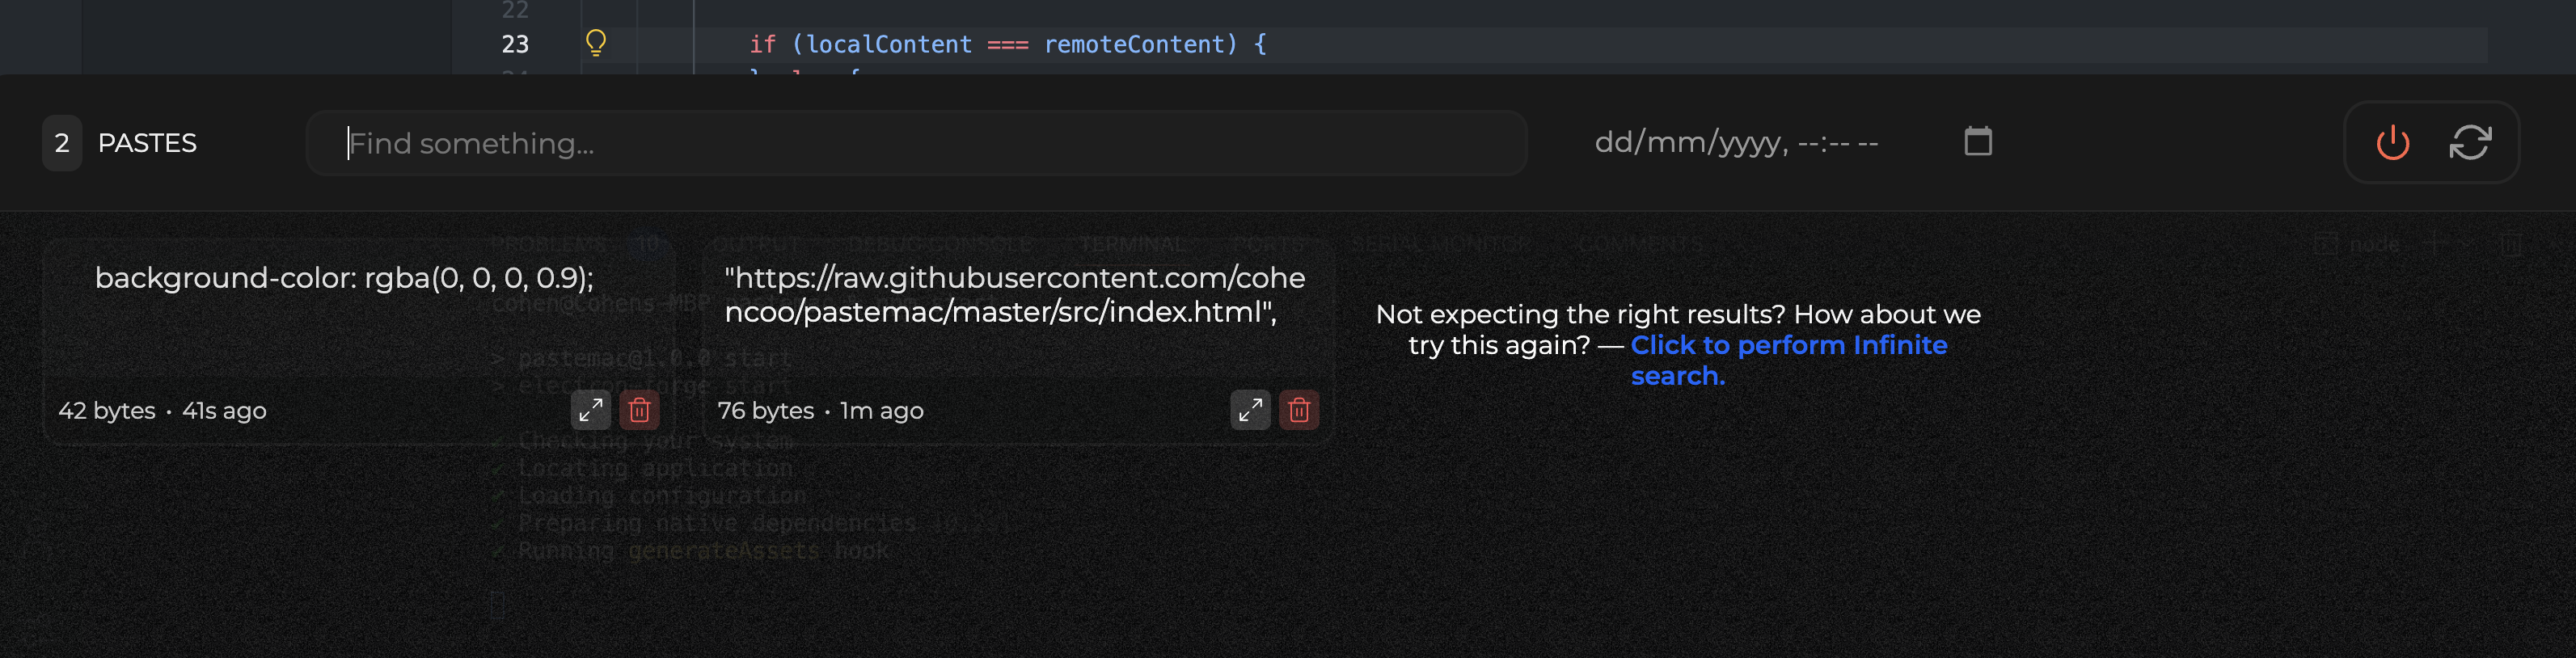 22
23 if (localContent === remoteContent) {
2 PASTES Find something... dd/mm/yyyy, --:-- --
PROBLEMS 10 OUTPUT DEBUG CONSOLE TERMINAL PORTS SERIAL MONITOR COMMENTS node
background-color: rgba(0, 0, 0, 0.9);
42 bytes • 41s ago
"https://raw.githubusercontent.com/cohe
ncoo/pastemac/master/src/index.html",
76 bytes • 1m ago
Not expecting the right results? How about we
try this again? — Click to perform Infinite
search.
cohen@Cohens-MBP
> pastemac@1.0.0 start
> electron-forge start
✓ Checking your system
✓ Locating application
✓ Loading configuration
✓ Preparing native dependencies
✓ Running generateAssets hook